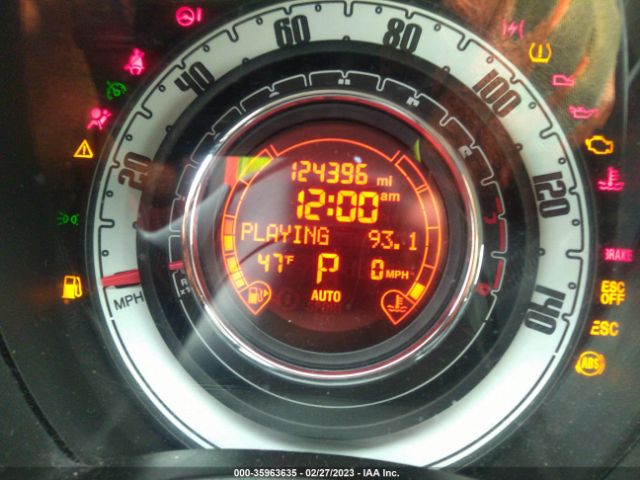 60 80
40 100
20 120
MPH 140
124396 mi
12:00 am
PLAYING 93.1
47°F P 0 MPH
AUTO
BRAKE
ESC
OFF
ESC
ABS
000-35963635 - 02/27/2023 - IAA Inc.